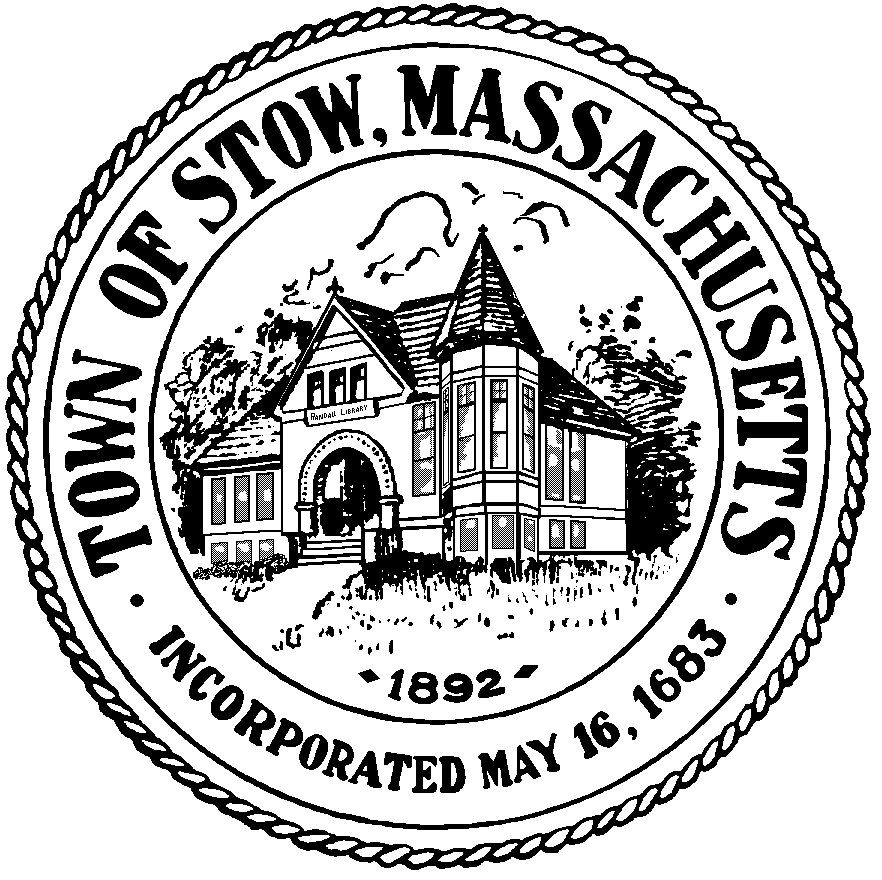 TOWN OF STOW, MASSACHUSETTS
RANDALL LIBRARY
1892
INCORPORATED MAY 16, 1683